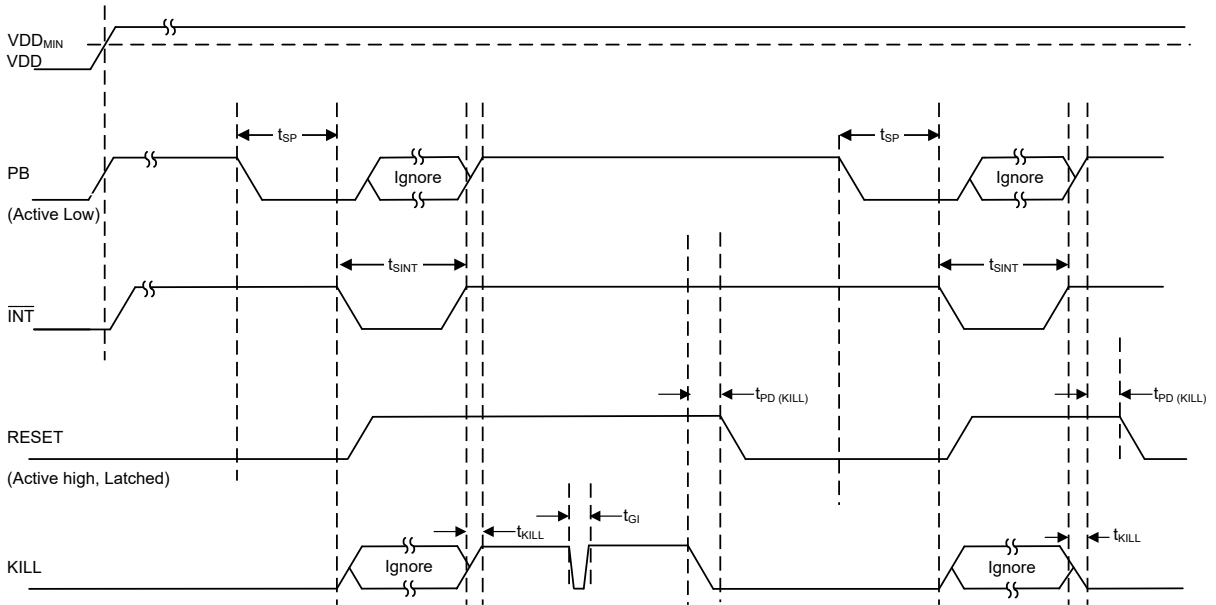 VDDMIN
VDD
tSP
tSP
PB
Ignore
Ignore
(Active Low)
tSINT
tSINT
INT
tPD (KILL)
tPD (KILL)
RESET
(Active high, Latched)
tKILL
tGI
tKILL
KILL
Ignore
Ignore